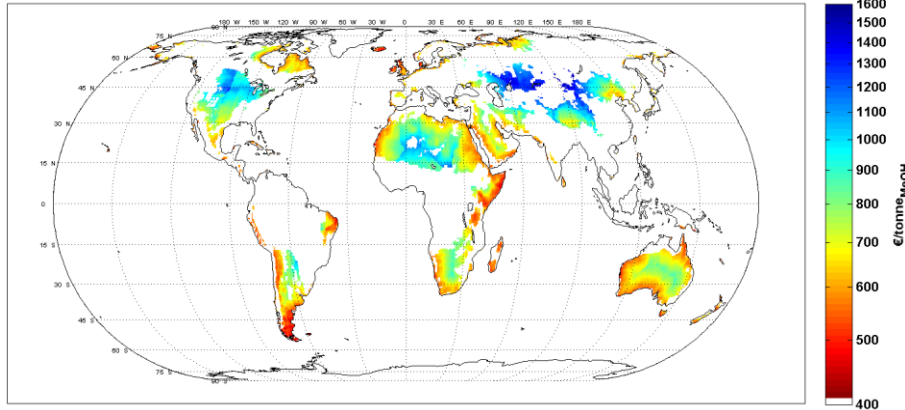 180 W 150 W 120 W 90 W 60 W 30 W 0 30 E 60 E 90 E 120 E 150 E 180 E
90 N
75 N
60 N
45 N
30 N
15 N
0
15 S
30 S
45 S
60 S
75 S
90 S
1600
1500
1400
1300
1200
1100
1000
900
800
700
600
500
400
€/tonneMeOH